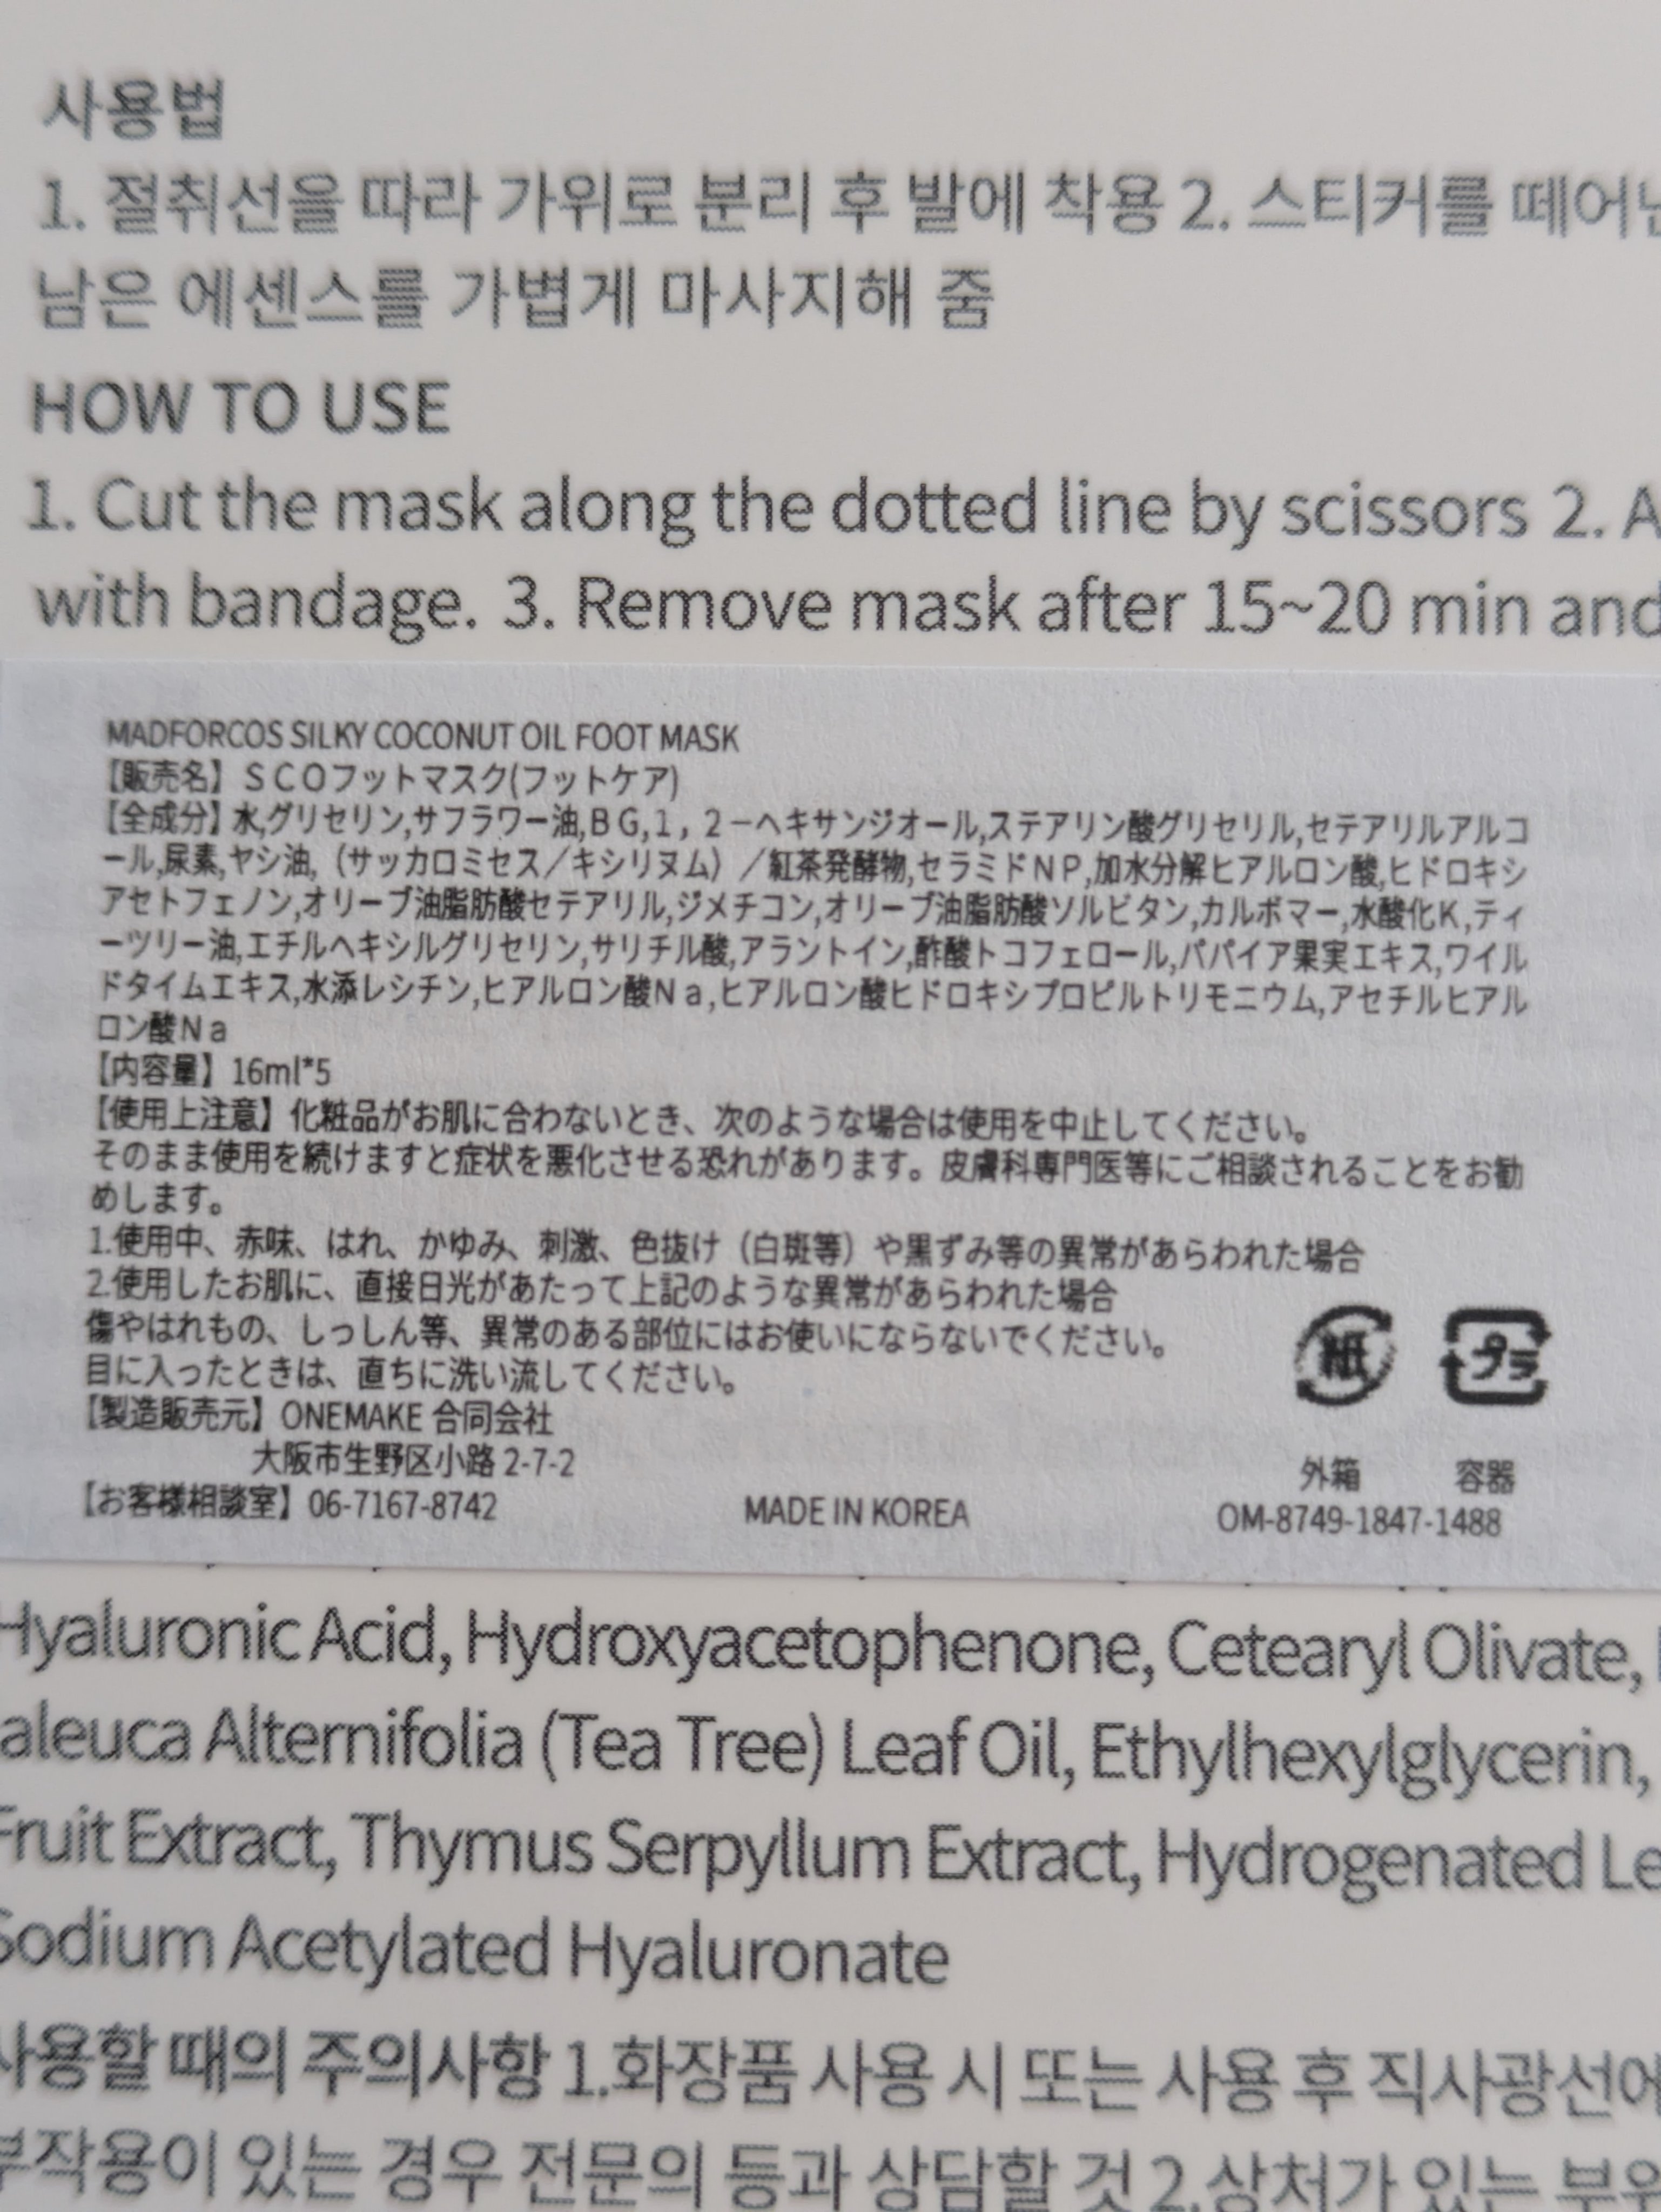 사용법
1. 절취선을 따라 가위로 분리 후 발에 착용 2. 스티커를 떼어낸
남은 에센스를 가볍게 마사지해 줌
HOW TO USE
1. Cut the mask along the dotted line by scissors 2. A
with bandage. 3. Remove mask after 15~20 min and
MADFORCOS SILKY COCONUT OIL FOOT MASK
【販売名】ＳＣＯフットマスク(フットケア)
【全成分】水,グリセリン,サフラワー油,ＢＧ,１，２－ヘキサンジオール,ステアリン酸グリセリル,セテアリルアルコ
ール,尿素,ヤシ油,（サッカロミセス／キシリヌム）／紅茶発酵物,セラミドＮＰ,加水分解ヒアルロン酸,ヒドロキシ
アセトフェノン,オリーブ油脂肪酸セテアリル,ジメチコン,オリーブ油脂肪酸ソルビタン,カルボマー,水酸化Ｋ,ティ
ーツリー油,エチルヘキシルグリセリン,サリチル酸,アラントイン,酢酸トコフェロール,パパイア果実エキス,ワイル
ドタイムエキス,水添レシチン,ヒアルロン酸Ｎａ,ヒアルロン酸ヒドロキシプロピルトリモニウム,アセチルヒアル
ロン酸Ｎａ
【内容量】16ml*5
【使用上注意】化粧品がお肌に合わないとき、次のような場合は使用を中止してください。
そのまま使用を続けますと症状を悪化させる恐れがあります。皮膚科専門医等にご相談されることをお勧
めします。
1.使用中、赤味、はれ、かゆみ、刺激、色抜け（白斑等）や黒ずみ等の異常があらわれた場合
2.使用したお肌に、直接日光があたって上記のような異常があらわれた場合
傷やはれもの、しっしん等、異常のある部位にはお使いにならないでください。
目に入ったときは、直ちに洗い流してください。
紙 プラ
【製造販売元】ONEMAKE 合同会社
大阪市生野区小路 2-7-2
外箱 容器
【お客様相談室】06-7167-8742 MADE IN KOREA OM-8749-1847-1488
Hyaluronic Acid, Hydroxyacetophenone, Cetearyl Olivate,
aleuca Alternifolia (Tea Tree) Leaf Oil, Ethylhexylglycerin,
Fruit Extract, Thymus Serpyllum Extract, Hydrogenated Le
Sodium Acetylated Hyaluronate
사용할 때의 주의사항 1.화장품 사용 시 또는 사용 후 직사광선에
부작용이 있는 경우 전문의 등과 상담할 것 2.상처가 있는 부위